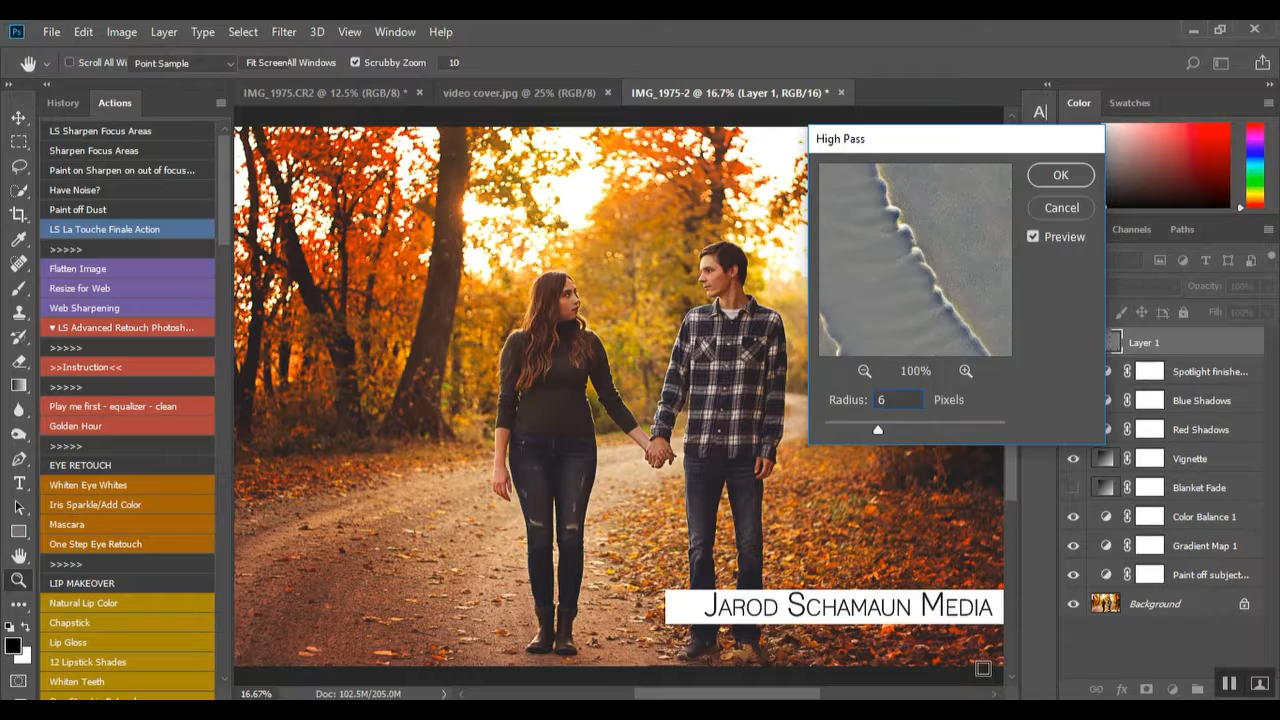 Ps File Edit Image Layer Type Select Filter 3D View Window Help
Scroll All Wi Point Sample Fit ScreenAll Windows Scrubby Zoom 10
IMG_1975.CR2 @ 12.5% (RGB/8) * × video cover.jpg @ 25% (RGB/8) × IMG_1975-2 @ 16.7% (Layer 1, RGB/16) * ×
History Actions
LS Sharpen Focus Areas
Sharpen Focus Areas
Paint on Sharpen on out of focus...
Have Noise?
Paint off Dust
LS La Touche Finale Action
>>>>>
Flatten Image
Resize for Web
Web Sharpening
♥ LS Advanced Retouch Photosh...
>>>>>
>>Instruction<<
>>>>>
Play me first - equalizer - clean
Golden Hour
>>>>>
EYE RETOUCH
Whiten Eye Whites
Iris Sparkle/Add Color
Mascara
One Step Eye Retouch
>>>>>
LIP MAKEOVER
Natural Lip Color
Chapstick
Lip Gloss
12 Lipstick Shades
Whiten Teeth
High Pass
OK
Cancel
Preview
100%
Radius: 6 Pixels
A
Color Swatches
Channels Paths
Opacity: 100%
Fill: 100%
Layer 1
Spotlight finishe...
Blue Shadows
Red Shadows
Vignette
Blanket Fade
Color Balance 1
Gradient Map 1
Paint off subject...
Background
JAROD SCHAMAUN MEDIA
16.67% Doc: 102.5M/205.0M
fx